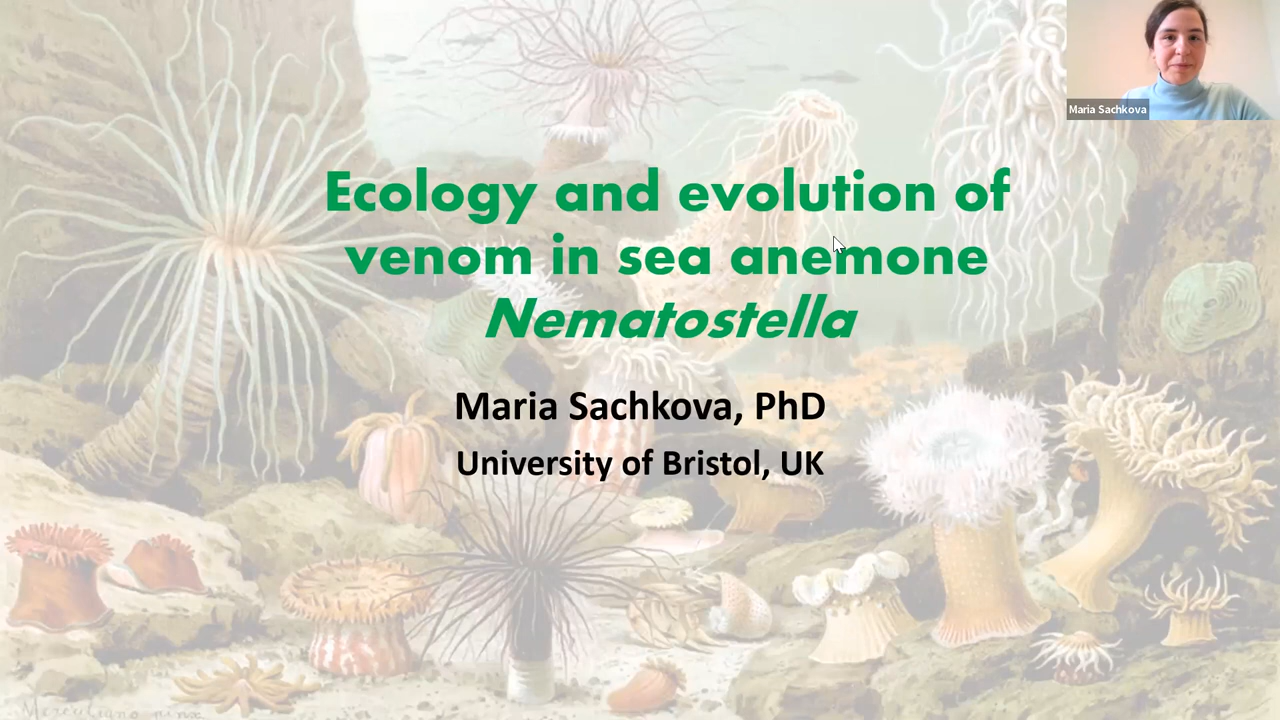 Maria Sachkova
Ecology and evolution of
venom in sea anemone
Nematostella
Maria Sachkova, PhD
University of Bristol, UK